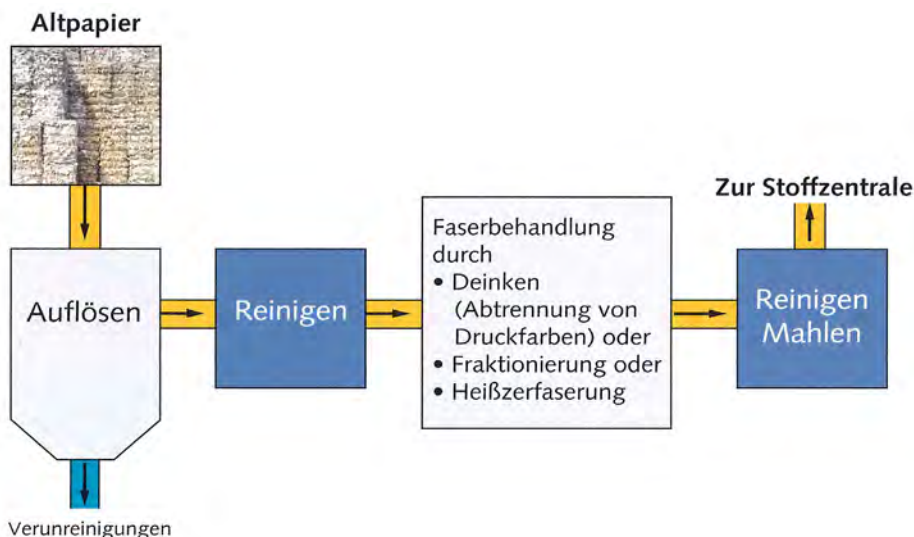 Altpapier
Auflösen
Verunreinigungen
Reinigen
Faserbehandlung
durch
• Deinken
(Abtrennung von
Druckfarben) oder
• Fraktionierung oder
• Heißzerfaserung
Zur Stoffzentrale
Reinigen
Mahlen